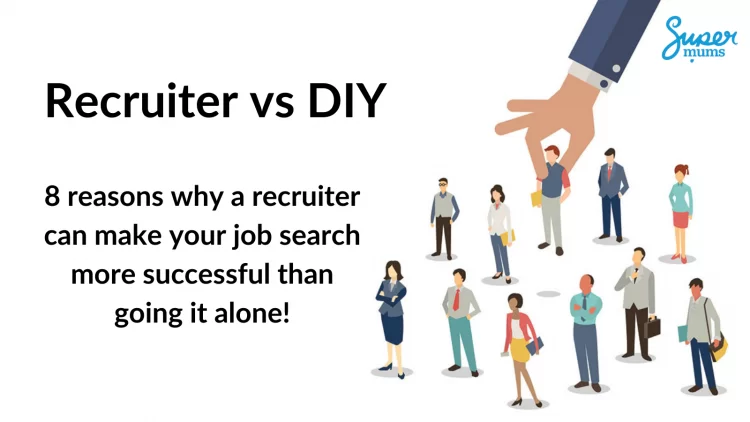 Super
mums
Recruiter vs DIY
8 reasons why a recruiter
can make your job search
more successful than
going it alone!